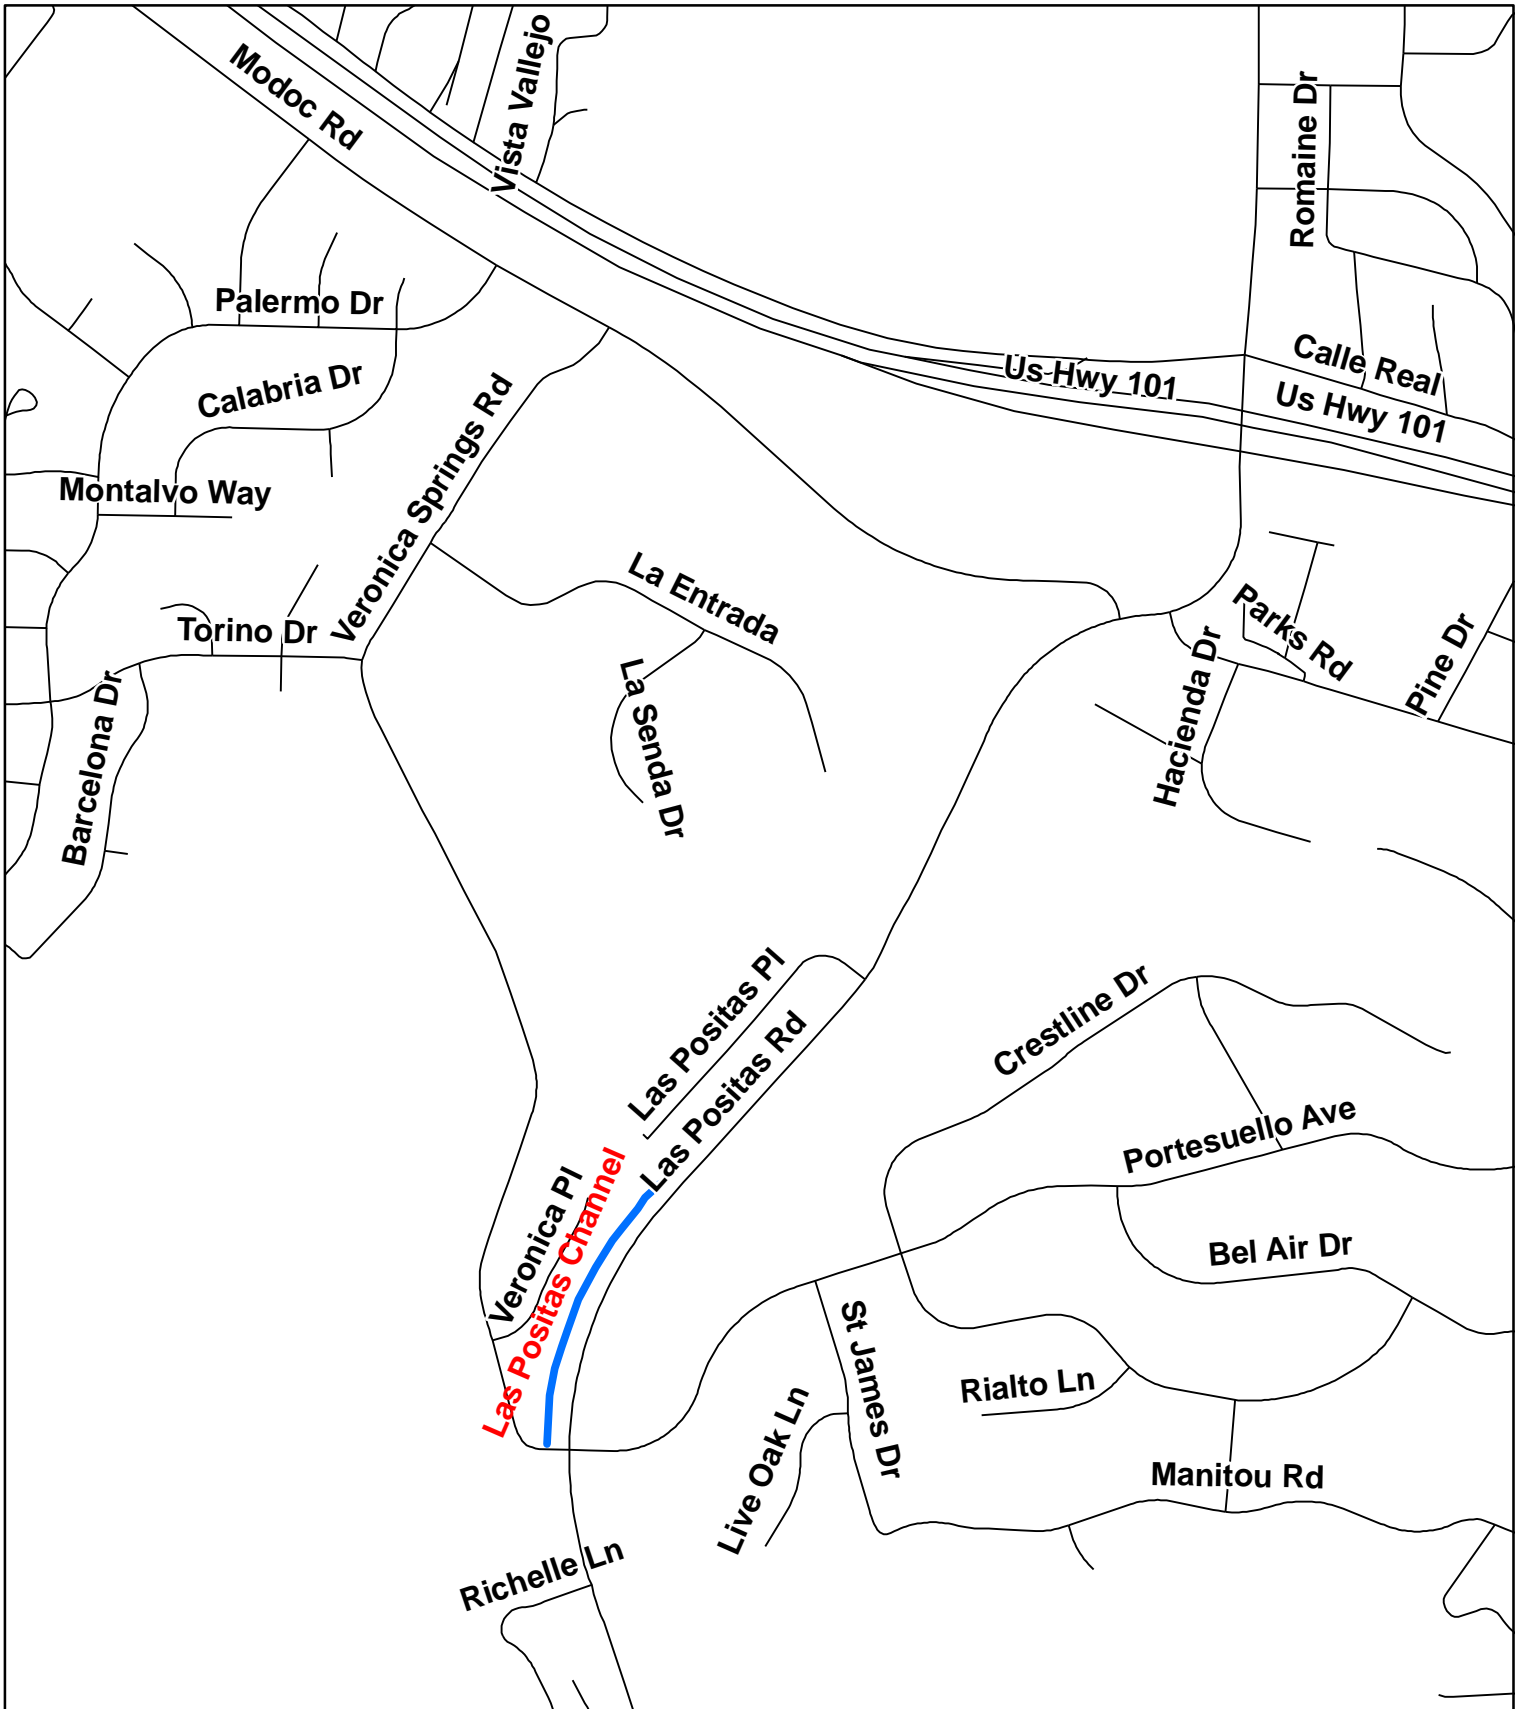 Vista Vallejo
Modoc Rd
Romaine Dr
Palermo Dr
Calabria Dr
Us Hwy 101
Calle Real
Us Hwy 101
Montalvo Way
Veronica Springs Rd
La Entrada
Torino Dr
Parks Rd
Pine Dr
Hacienda Dr
La Senda Dr
Barcelona Dr
Las Positas Pl
Las Positas Rd
Crestline Dr
Portesuello Ave
Veronica Pl
Las Positas Channel
Bel Air Dr
St James Dr
Rialto Ln
Live Oak Ln
Manitou Rd
Richelle Ln